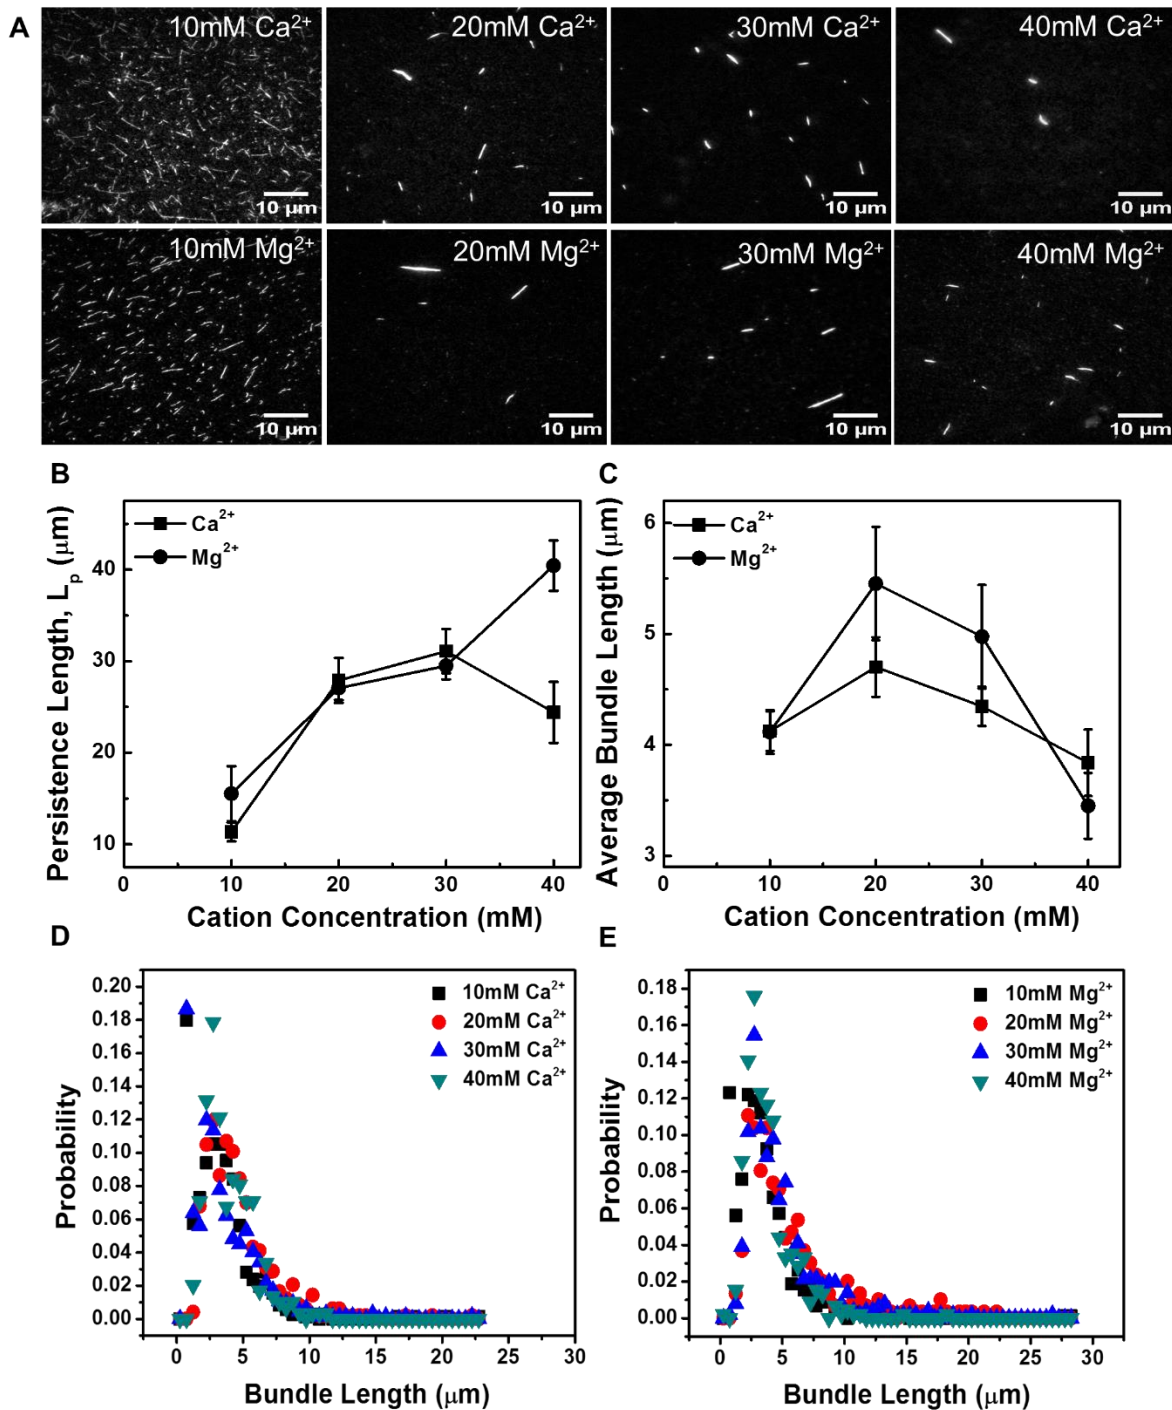 A
10mM Ca²⁺
20mM Ca²⁺
30mM Ca²⁺
40mM Ca²⁺
10 µm
10 µm
10 µm
10 µm
10mM Mg²⁺
20mM Mg²⁺
30mM Mg²⁺
40mM Mg²⁺
10 µm
10 µm
10 µm
10 µm
B
Persistence Length, Lₚ (µm)
40
30
20
10
Ca²⁺
Mg²⁺
0
10
20
30
40
Cation Concentration (mM)
C
Average Bundle Length (µm)
6
5
4
3
Ca²⁺
Mg²⁺
0
10
20
30
40
Cation Concentration (mM)
D
Probability
0.20
0.18
0.16
0.14
0.12
0.10
0.08
0.06
0.04
0.02
0.00
10mM Ca²⁺
20mM Ca²⁺
30mM Ca²⁺
40mM Ca²⁺
0
5
10
15
20
25
30
Bundle Length (µm)
E
Probability
0.18
0.16
0.14
0.12
0.10
0.08
0.06
0.04
0.02
0.00
10mM Mg²⁺
20mM Mg²⁺
30mM Mg²⁺
40mM Mg²⁺
0
5
10
15
20
25
30
Bundle Length (µm)